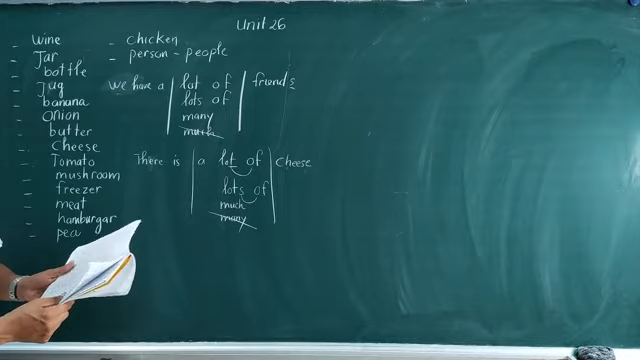 Unit 26
- wine
- Jar
- bottle
- Jug
- banana
- Onion
- butter
- Cheese
- Tomato
- mushroom
- freezer
- meat
- hamburgar
- pea
- chicken
- person - people
we have a | lot of | friends
lots of
many
much
There is | a lot of | Cheese
lots of
much
many